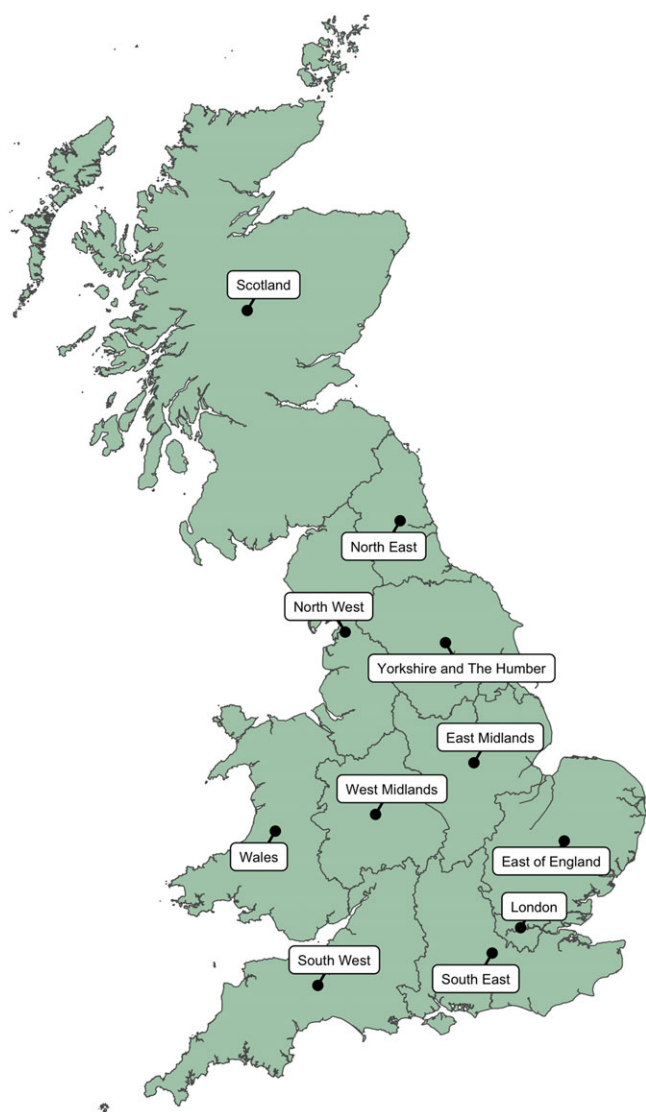 Scotland
North East
North West
Yorkshire and The Humber
East Midlands
West Midlands
Wales
East of England
London
South West
South East